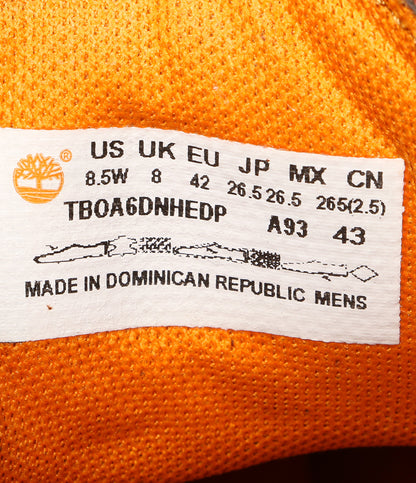 ® US UK EU JP MX CN
8.5W 8 42 26.5 26.5 265(2.5)
TB0A6DNHEDP A93 43
MADE IN DOMINICAN REPUBLIC MENS